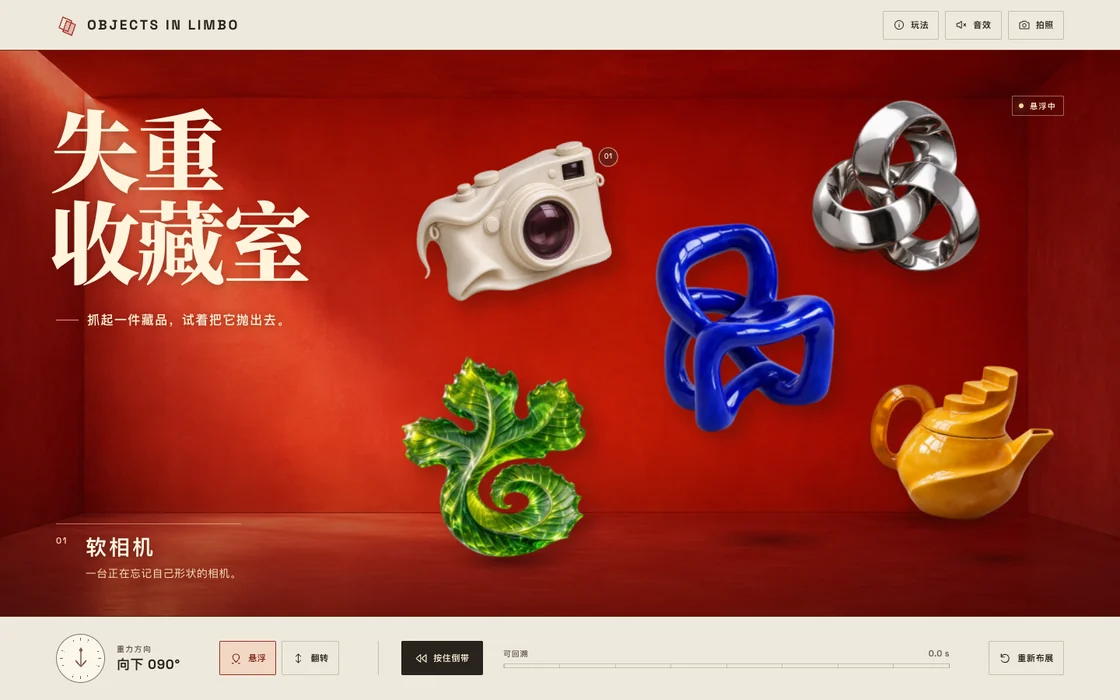 OBJECTS IN LIMBO
玩法
音效
拍照
悬浮中
失重
收藏室
抓起一件藏品，试着把它抛出去。
01
01
软相机
一台正在忘记自己形状的相机。
重力方向
向下 090°
悬浮
翻转
按住倒带
可回溯
0.0 s
重新布展